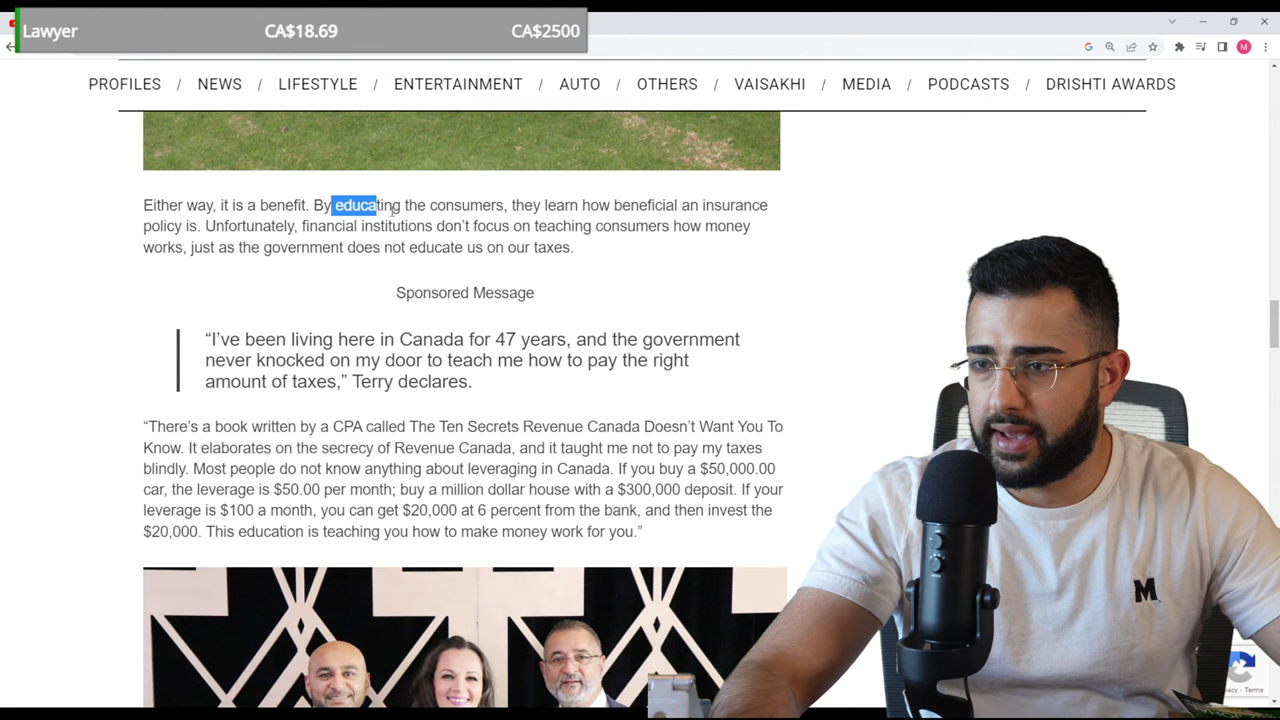 Lawyer CA$18.69 CA$2500
M
PROFILES / NEWS / LIFESTYLE / ENTERTAINMENT / AUTO / OTHERS / VAISAKHI / MEDIA / PODCASTS / DRISHTI AWARDS
Either way, it is a benefit. By educating the consumers, they learn how beneficial an insurance
policy is. Unfortunately, financial institutions don’t focus on teaching consumers how money
works, just as the government does not educate us on our taxes.
Sponsored Message
“I’ve been living here in Canada for 47 years, and the government
never knocked on my door to teach me how to pay the right
amount of taxes,” Terry declares.
“There’s a book written by a CPA called The Ten Secrets Revenue Canada Doesn’t Want You To
Know. It elaborates on the secrecy of Revenue Canada, and it taught me not to pay my taxes
blindly. Most people do not know anything about leveraging in Canada. If you buy a $50,000.00
car, the leverage is $50.00 per month; buy a million dollar house with a $300,000 deposit. If your
leverage is $100 a month, you can get $20,000 at 6 percent from the bank, and then invest the
$20,000. This education is teaching you how to make money work for you.”
M
- Terms